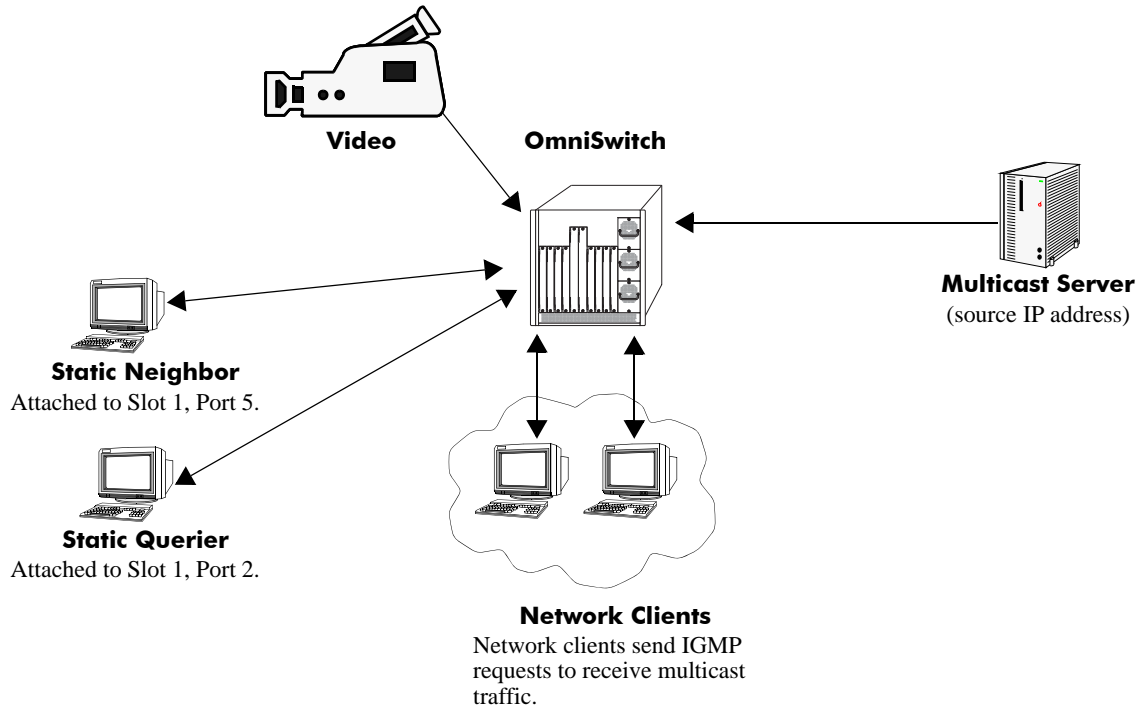 Video
OmniSwitch
Multicast Server
(source IP address)
Static Neighbor
Attached to Slot 1, Port 5.
Static Querier
Attached to Slot 1, Port 2.
Network Clients
Network clients send IGMP
requests to receive multicast
traffic.